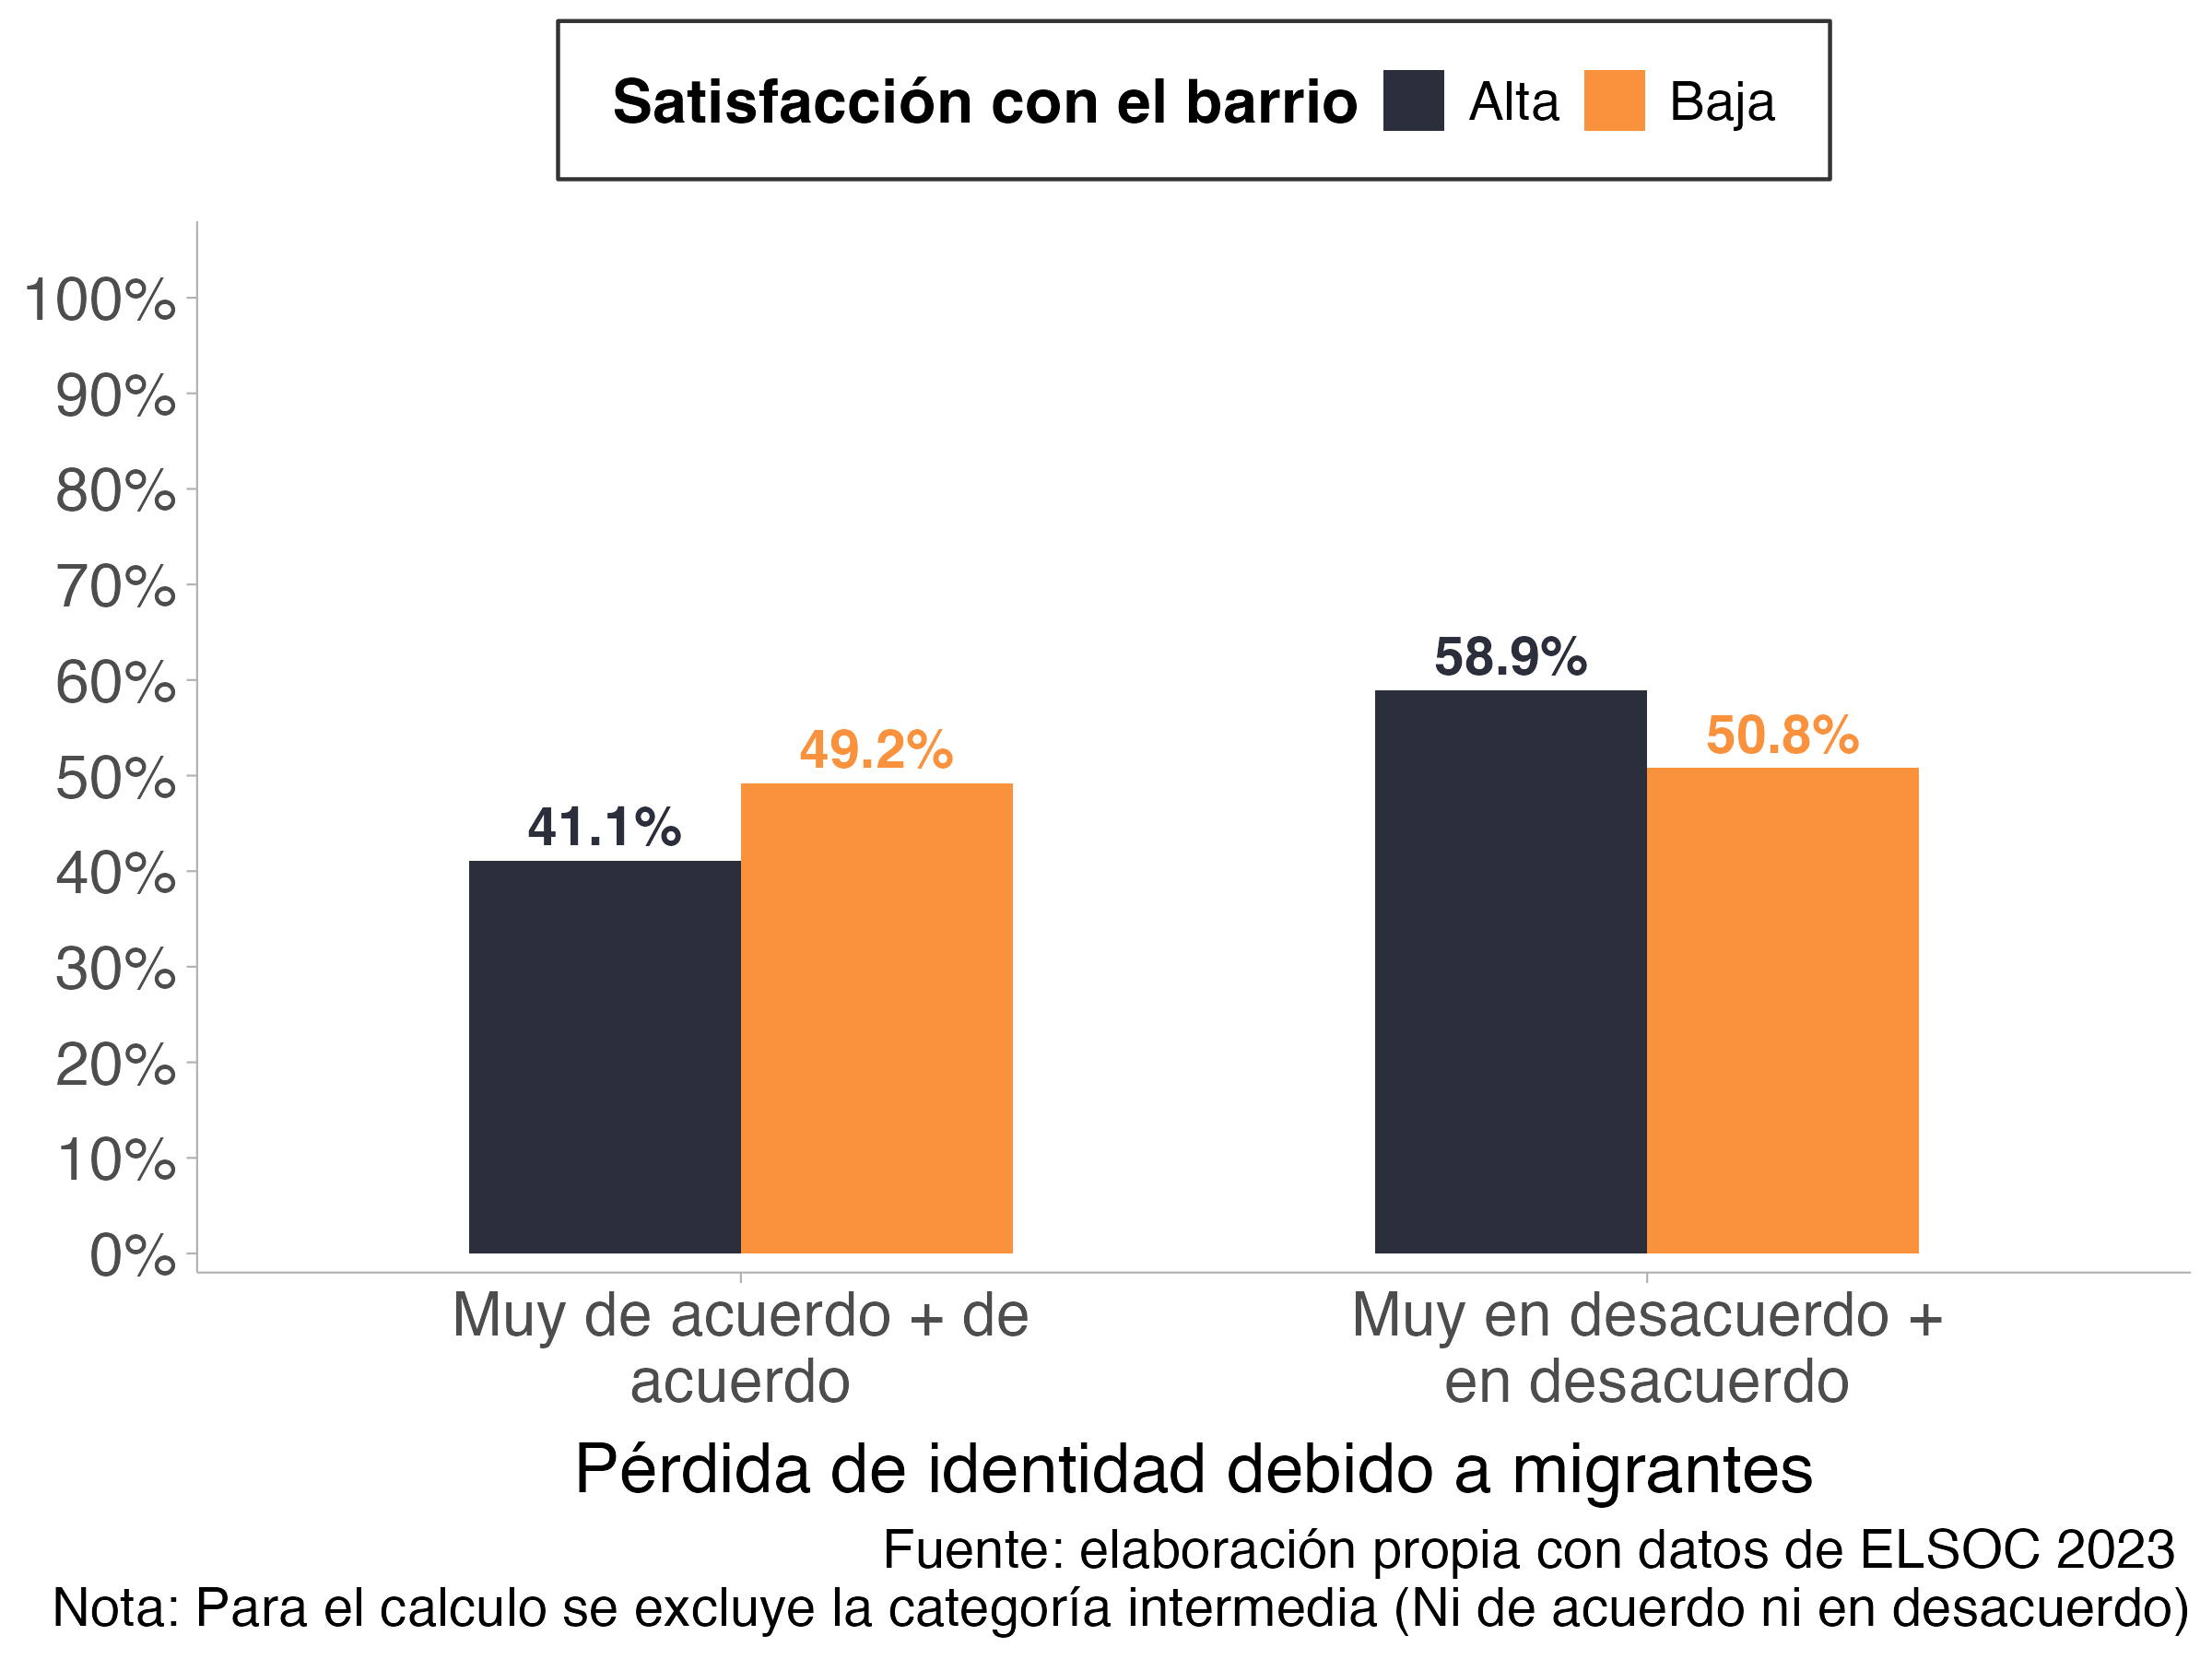 Satisfacción con el barrio Alta Baja
100%
90%
80%
70%
60%
50%
40%
30%
20%
10%
0%
41.1%
49.2%
58.9%
50.8%
Muy de acuerdo + de
acuerdo
Muy en desacuerdo +
en desacuerdo
Pérdida de identidad debido a migrantes
Fuente: elaboración propia con datos de ELSOC 2023
Nota: Para el calculo se excluye la categoría intermedia (Ni de acuerdo ni en desacuerdo)